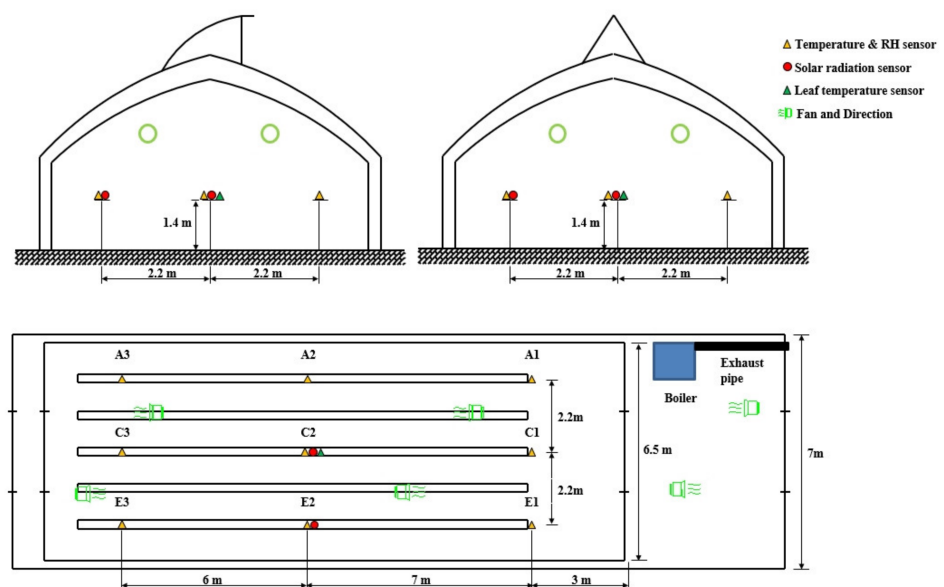 Temperature & RH sensor
Solar radiation sensor
Leaf temperature sensor
Fan and Direction
1.4 m
2.2 m
2.2 m
1.4 m
2.2 m
2.2 m
A3
A2
A1
Exhaust
pipe
Boiler
2.2m
C3
C2
C1
6.5 m
7m
2.2m
E3
E2
E1
6 m
7 m
3 m